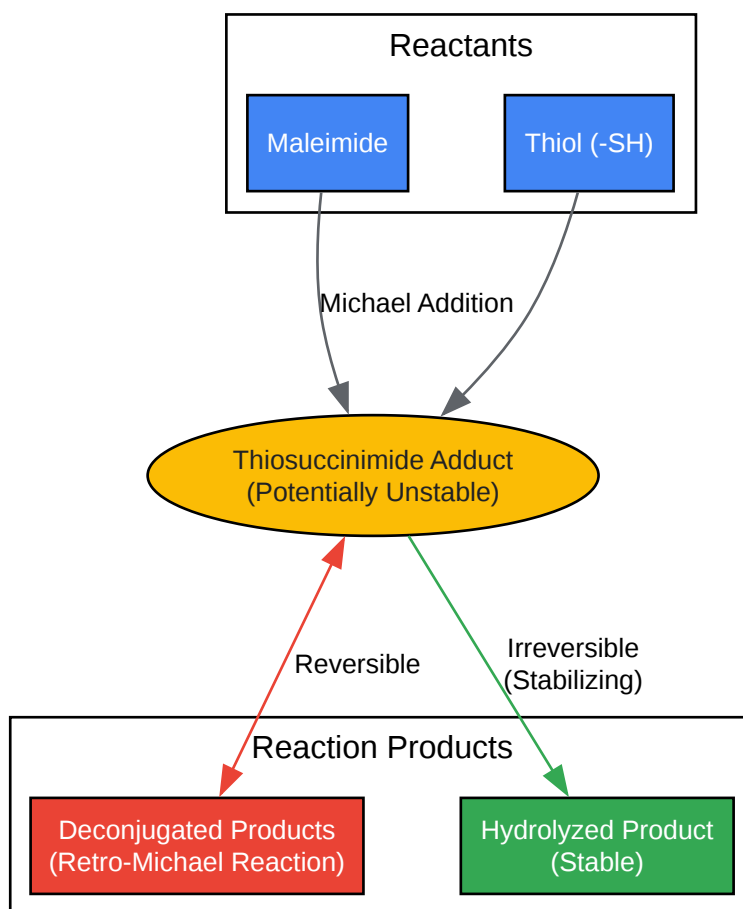 Reactants
Maleimide
Thiol (-SH)
Michael Addition
Thiosuccinimide Adduct
(Potentially Unstable)
Reversible
Irreversible
(Stabilizing)
Reaction Products
Deconjugated Products
(Retro-Michael Reaction)
Hydrolyzed Product
(Stable)